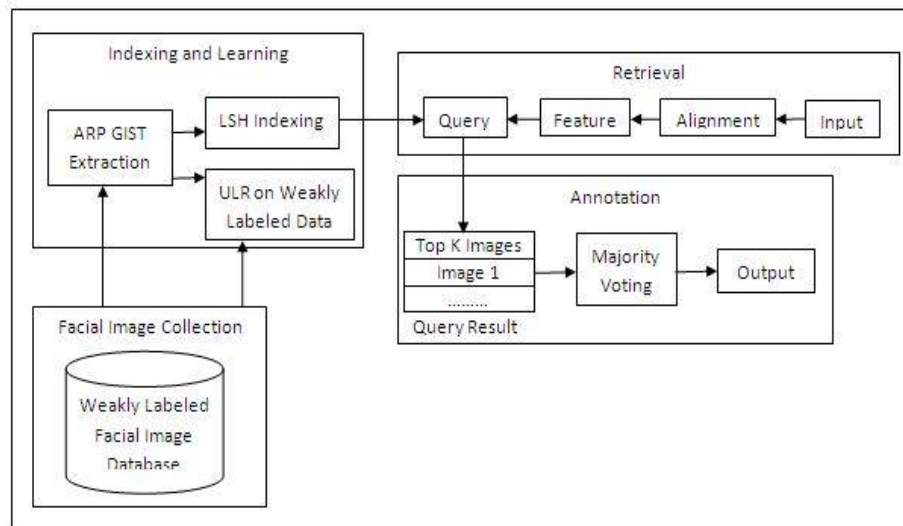 Indexing and Learning
ARP GIST
Extraction
LSH Indexing
ULR on Weakly
Labeled Data
Facial Image Collection
Weakly Labeled
Facial Image
Database
Retrieval
Query
Feature
Alignment
Input
Annotation
Top K Images
Image 1
.........
Query Result
Majority
Voting
Output